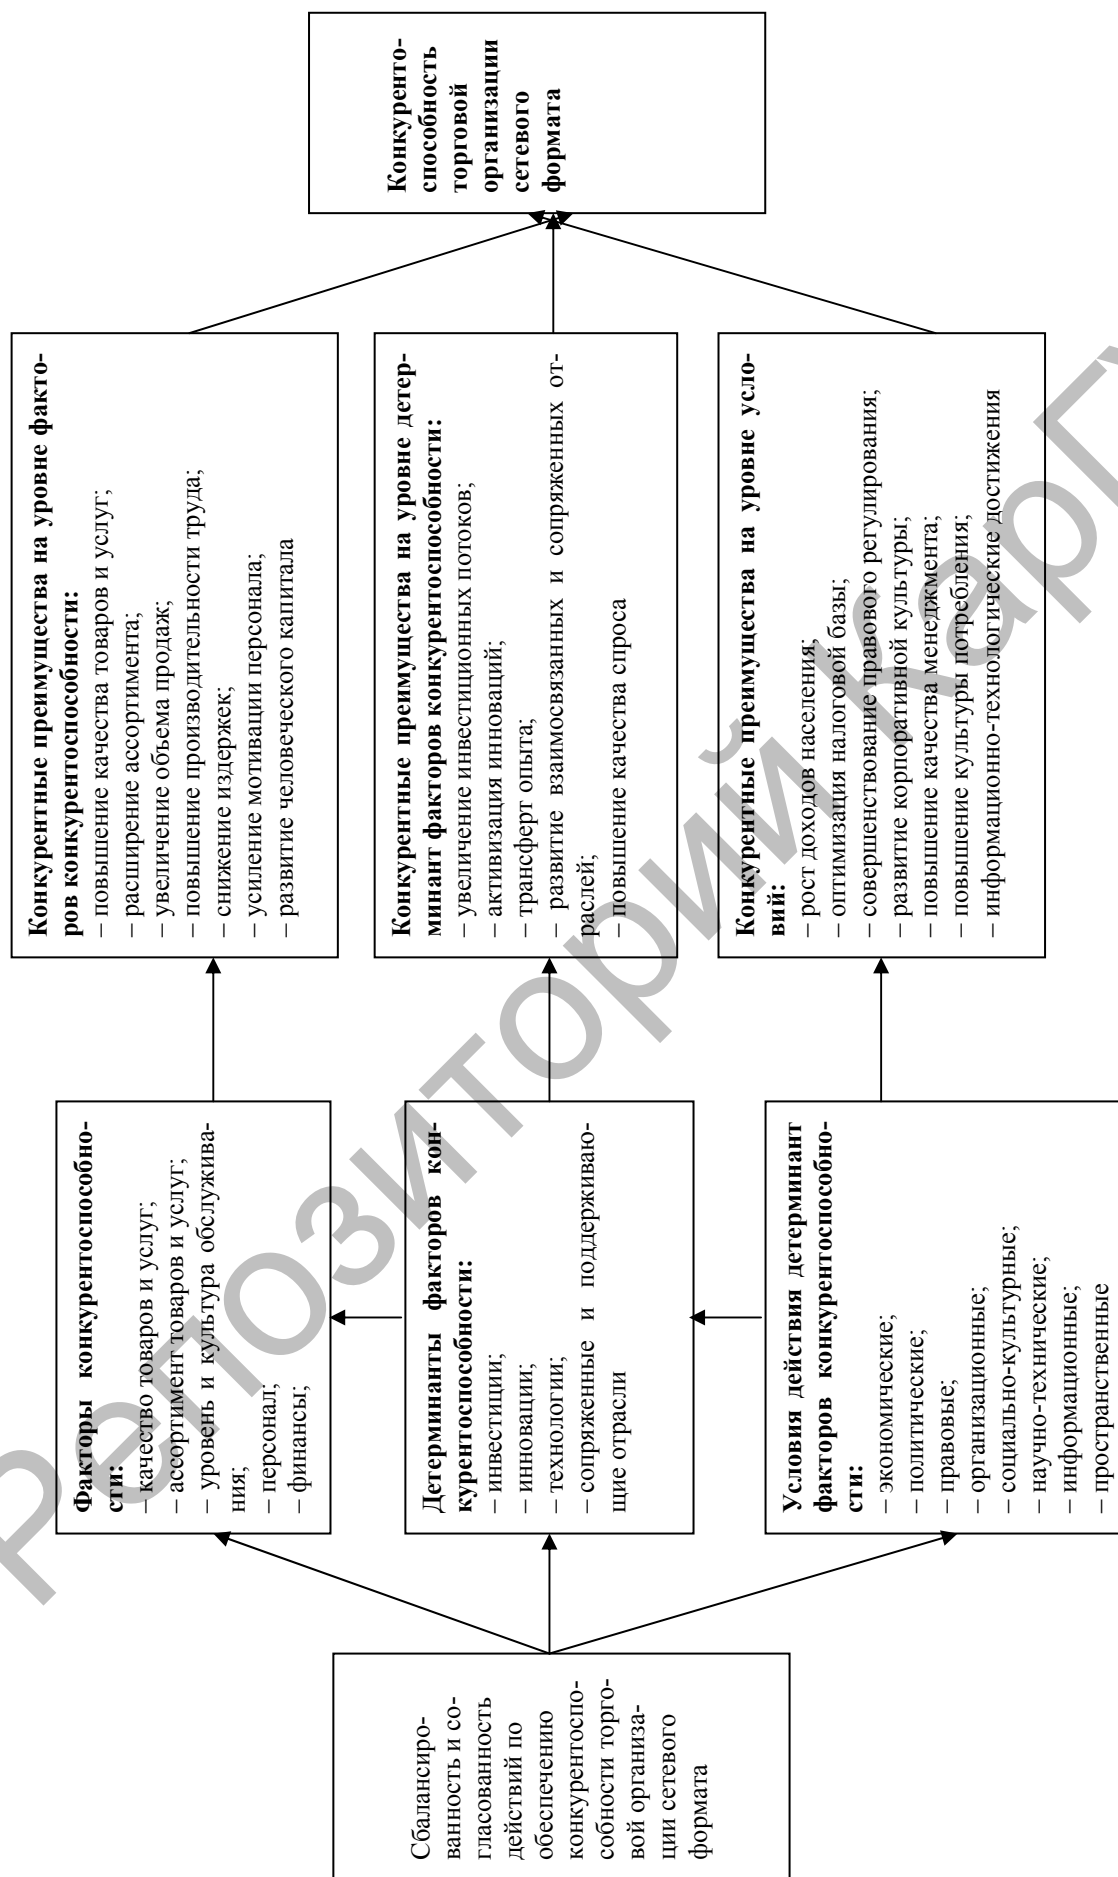 Сбалансиро-
ванность и со-
гласованность
действий по
обеспечению
конкурентоспо-
собности торго-
вой организа-
ции сетевого
формата
Факторы конкурентоспособно-
сти:
– качество товаров и услуг;
– ассортимент товаров и услуг;
– уровень и культура обслужива-
ния;
– персонал;
– финансы;
Детерминанты факторов кон-
курентоспособности:
– инвестиции;
– инновации;
– технологии;
– сопряженные и поддерживаю-
щие отрасли
Условия действия детерминант
факторов конкурентоспособно-
сти:
– экономические;
– политические;
– правовые;
– организационные;
– социально-культурные;
– научно-технические;
– информационные;
– пространственные
Конкурентные преимущества на уровне факто-
ров конкурентоспособности:
– повышение качества товаров и услуг;
– расширение ассортимента;
– увеличение объема продаж;
– повышение производительности труда;
– снижение издержек;
– усиление мотивации персонала;
– развитие человеческого капитала
Конкурентные преимущества на уровне детер-
минант факторов конкурентоспособности:
– увеличение инвестиционных потоков;
– активизация инноваций;
– трансферт опыта;
– развитие взаимосвязанных и сопряженных от-
раслей;
– повышение качества спроса
Конкурентные преимущества на уровне усло-
вий:
– рост доходов населения;
– оптимизация налоговой базы;
– совершенствование правового регулирования;
– развитие корпоративной культуры;
– повышение качества менеджмента;
– повышение культуры потребления;
– информационно-технологические достижения
Конкуренто-
способность
торговой
организации
сетевого
формата
Репозиторий КарГУ